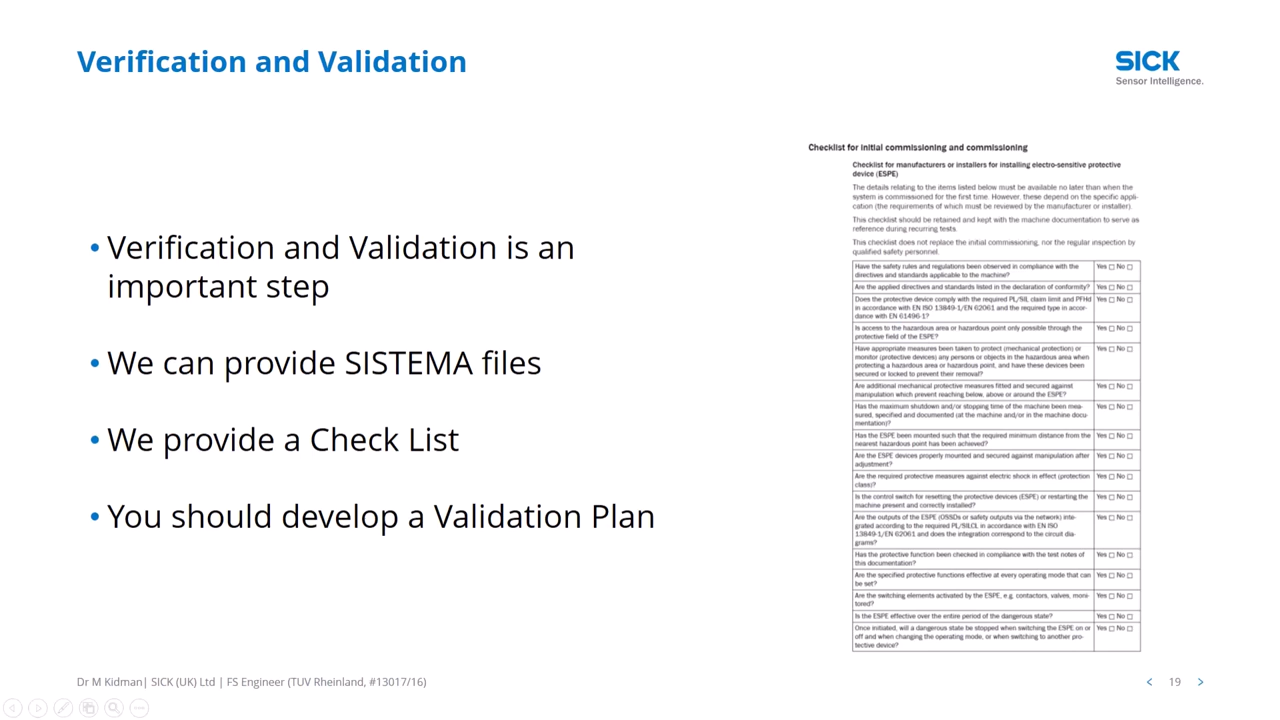 Verification and Validation
SICK
Sensor Intelligence.
• Verification and Validation is an
important step
• We can provide SISTEMA files
• We provide a Check List
• You should develop a Validation Plan
Checklist for initial commissioning and commissioning
Checklist for manufacturers or installers for installing electro-sensitive protective
device (ESPE)
The details relating to the items listed below must be available no later than when the
system is commissioned for the first time. However, these depend on the specific appli-
cation (the requirements of which must be reviewed by the manufacturer or installer).
This checklist should be retained and kept with the machine documentation to serve as
reference during recurring tests.
This checklist does not replace the initial commissioning, nor the regular inspection by
qualified safety personnel.
Have the safety rules and regulations been observed in compliance with the Yes □ No □
directives and standards applicable to the machine?
Are the applied directives and standards listed in the declaration of conformity? Yes □ No □
Does the protective device comply with the required PL/SIL claim limit and PFHd Yes □ No □
in accordance with EN ISO 13849-1/EN 62061 and the required type in accor-
dance with EN 61496-1?
Is access to the hazardous area or hazardous point only possible through the Yes □ No □
protective field of the ESPE?
Have appropriate measures been taken to protect (mechanical protection) or Yes □ No □
monitor (protective devices) any persons or objects in the hazardous area when
protecting a hazardous area or hazardous point, and have these devices been
secured or locked to prevent their removal?
Are additional mechanical protective measures fitted and secured against Yes □ No □
manipulation which prevent reaching below, above or around the ESPE?
Has the maximum shutdown and/or stopping time of the machine been mea- Yes □ No □
sured, specified and documented (at the machine and/or in the machine docu-
mentation)?
Has the ESPE been mounted such that the required minimum distance from the Yes □ No □
nearest hazardous point has been achieved?
Are the ESPE devices properly mounted and secured against manipulation after Yes □ No □
adjustment?
Are the required protective measures against electric shock in effect (protection Yes □ No □
class)?
Is the control switch for resetting the protective devices (ESPE) or restarting the Yes □ No □
machine present and correctly installed?
Are the outputs of the ESPE (OSSDs or safety outputs via the network) inte- Yes □ No □
grated according to the required PL/SILCL in accordance with EN ISO
13849-1/EN 62061 and does the integration correspond to the circuit dia-
grams?
Has the protective function been checked in compliance with the test notes of Yes □ No □
this documentation?
Are the specified protective functions effective at every operating mode that can Yes □ No □
be set?
Are the switching elements activated by the ESPE, e.g. contactors, valves, moni- Yes □ No □
tored?
Is the ESPE effective over the entire period of the dangerous state? Yes □ No □
Once initiated, will a dangerous state be stopped when switching the ESPE on or Yes □ No □
off and when changing the operating mode, or when switching to another pro-
tective device?
Dr M Kidman| SICK (UK) Ltd | FS Engineer (TUV Rheinland, #13017/16)
< 19 >